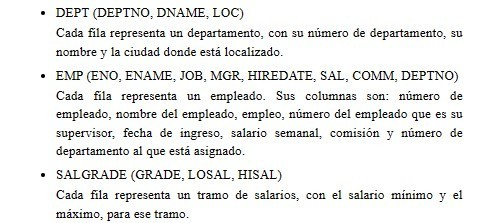 • DEPT (DEPTNO, DNAME, LOC)
Cada fila representa un departamento, con su número de departamento, su
nombre y la ciudad donde está localizado.
• EMP (ENO, ENAME, JOB, MGR, HIREDATE, SAL, COMM, DEPTNO)
Cada fila representa un empleado. Sus columnas son: número de
empleado, nombre del empleado, empleo, número del empleado que es su
supervisor, fecha de ingreso, salario semanal, comisión y número de
departamento al que está asignado.
• SALGRADE (GRADE, LOSAL, HISAL)
Cada fila representa un tramo de salarios, con el salario mínimo y el
máximo, para ese tramo.